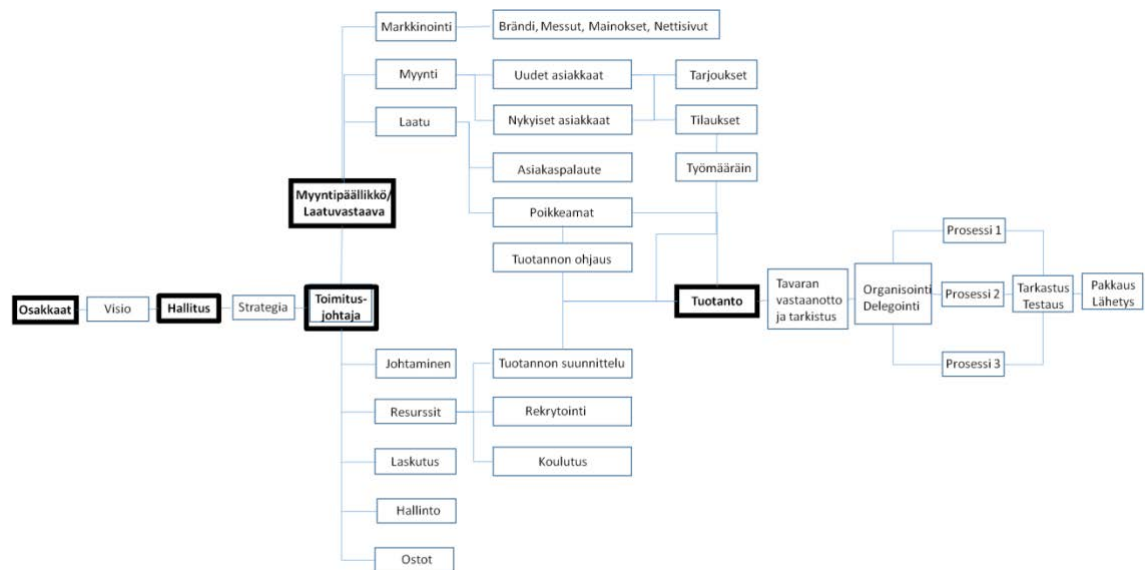 Markkinointi
Brändi, Messut, Mainokset, Nettisivut
Myynti
Uudet asiakkaat
Tarjoukset
Laatu
Nykyiset asiakkaat
Tilaukset
Asiakaspalaute
Työmääräin
Myyntipäällikkö/
Laatuvastaava
Poikkeamat
Tuotannon ohjaus
Osakkaat
Visio
Hallitus
Strategia
Toimitus-
johtaja
Tuotanto
Tavaran
vastaanotto
ja tarkistus
Organisointi
Delegointi
Prosessi 1
Prosessi 2
Prosessi 3
Tarkastus
Testaus
Pakkaus
Lähetys
Johtaminen
Tuotannon suunnittelu
Resurssit
Rekrytointi
Laskutus
Koulutus
Hallinto
Ostot